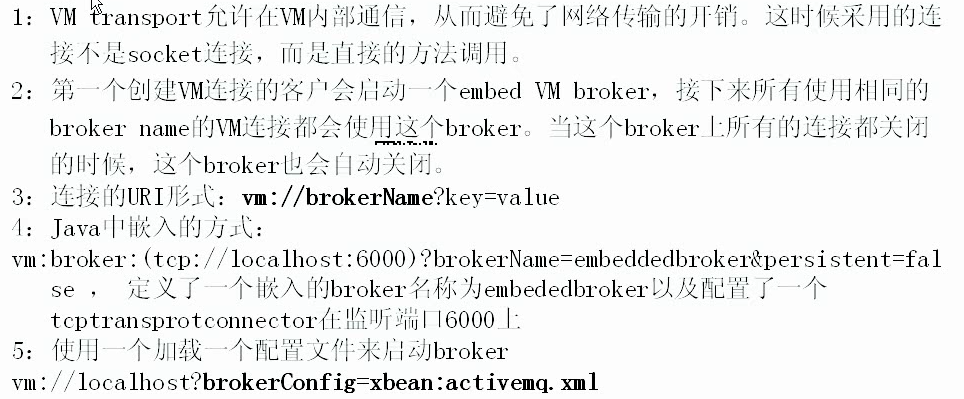 1：VM transport允许在VM内部通信，从而避免了网络传输的开销。这时候采用的连
接不是socket连接，而是直接的方法调用。
2：第一个创建VM连接的客户会启动一个embed VM broker，接下来所有使用相同的
broker name的VM连接都会使用这个broker。当这个broker上所有的连接都关闭
的时候，这个broker也会自动关闭。
3：连接的URI形式：vm://brokerName?key=value
4：Java中嵌入的方式：
vm:broker:(tcp://localhost:6000)?brokerName=embeddedbroker&persistent=fal
se ， 定义了一个嵌入的broker名称为embededbroker以及配置了一个
tcptransprotconnector在监听端口6000上
5：使用一个加载一个配置文件来启动broker
vm://localhost?brokerConfig=xbean:activemq.xml